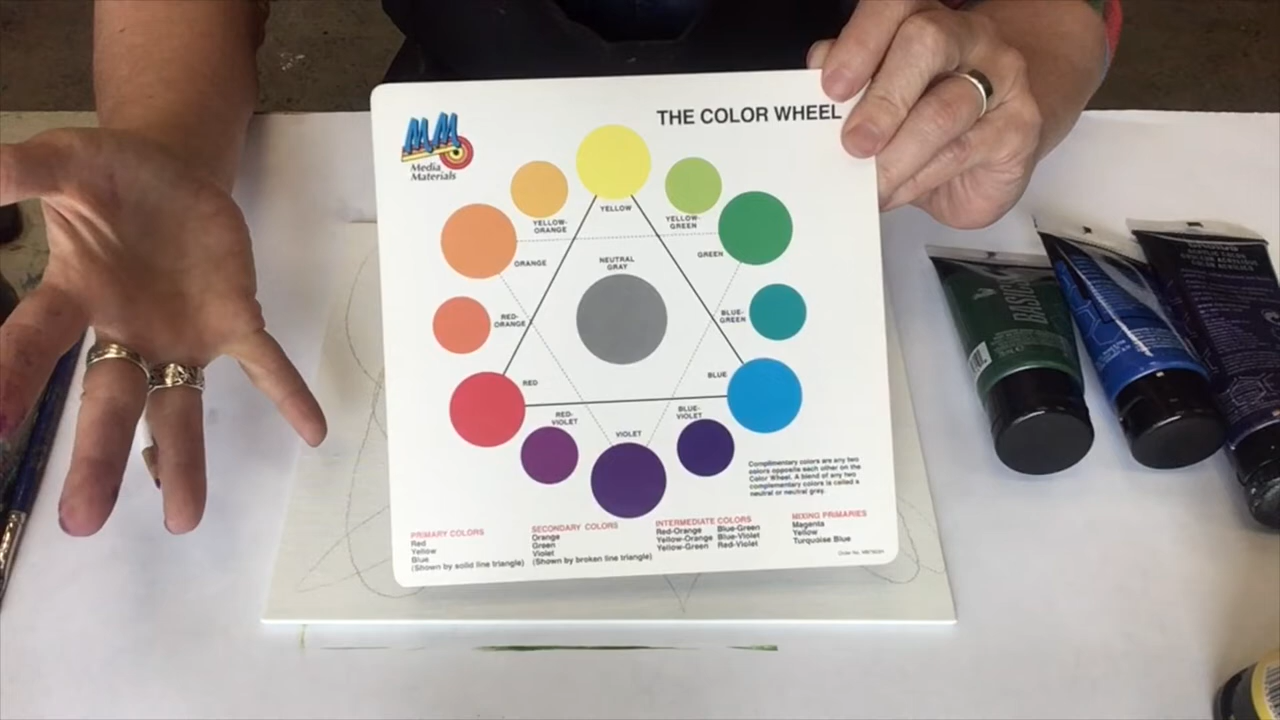 THE COLOR WHEEL
MM
Media
Materials
YELLOW
YELLOW-
ORANGE
YELLOW-
GREEN
ORANGE
GREEN
NEUTRAL
GRAY
RED-
ORANGE
BLUE-
GREEN
RED
BLUE
RED-
VIOLET
BLUE-
VIOLET
VIOLET
Complimentary colors are any two
colors opposite each other on the
Color Wheel. A blend of any two
complementary colors is called a
neutral or neutral gray.
PRIMARY COLORS
Red
Yellow
Blue
(Shown by solid line triangle)
SECONDARY COLORS
Orange
Green
Violet
(Shown by broken line triangle)
INTERMEDIATE COLORS
Red-Orange Blue-Green
Yellow-Orange Blue-Violet
Yellow-Green Red-Violet
MIXING PRIMARIES
Magenta
Yellow
Turquoise Blue
BASICS